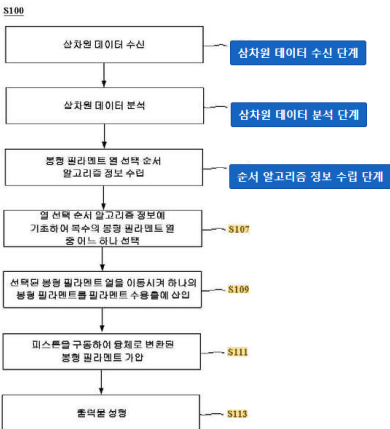 S100
삼차원 데이터 수신
삼차원 데이터 수신 단계
삼차원 데이터 분석
삼차원 데이터 분석 단계
봉형 필라멘트 열 선택 순서
알고리즘 정보 수립
순서 알고리즘 정보 수립 단계
열 선택 순서 알고리즘 정보에
기초하여 복수의 봉형 필라멘트 열
중 어느 하나 선택
S107
선택된 봉형 필라멘트 열을 이동시켜 하나의
봉형 필라멘트를 필라멘트 수용홀에 삽입
S109
피스톤을 구동하여 용체로 변환된
봉형 필라멘트 가압
S111
출력물 성형
S113